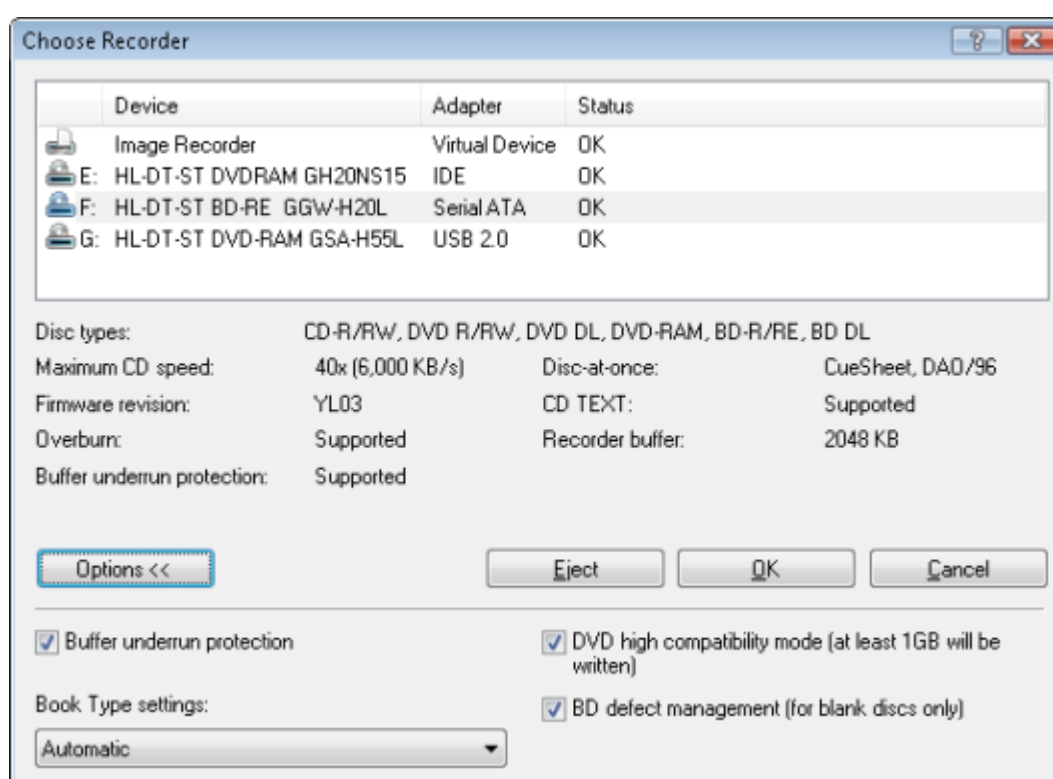 Choose Recorder
Device Adapter Status
Image Recorder Virtual Device OK
E: HL-DT-ST DVDRAM GH20NS15 IDE OK
F: HL-DT-ST BD-RE GGW-H20L Serial ATA OK
G: HL-DT-ST DVD-RAM GSA-H55L USB 2.0 OK
Disc types: CD-R/RW, DVD R/RW, DVD DL, DVD-RAM, BD-R/RE, BD DL
Maximum CD speed: 40x (6,000 KB/s) Disc-at-once: CueSheet, DAO/96
Firmware revision: YL03 CD TEXT: Supported
Overburn: Supported Recorder buffer: 2048 KB
Buffer underrun protection: Supported
Options << Eject OK Cancel
Buffer underrun protection DVD high compatibility mode (at least 1GB will be
written)
Book Type settings: BD defect management (for blank discs only)
Automatic